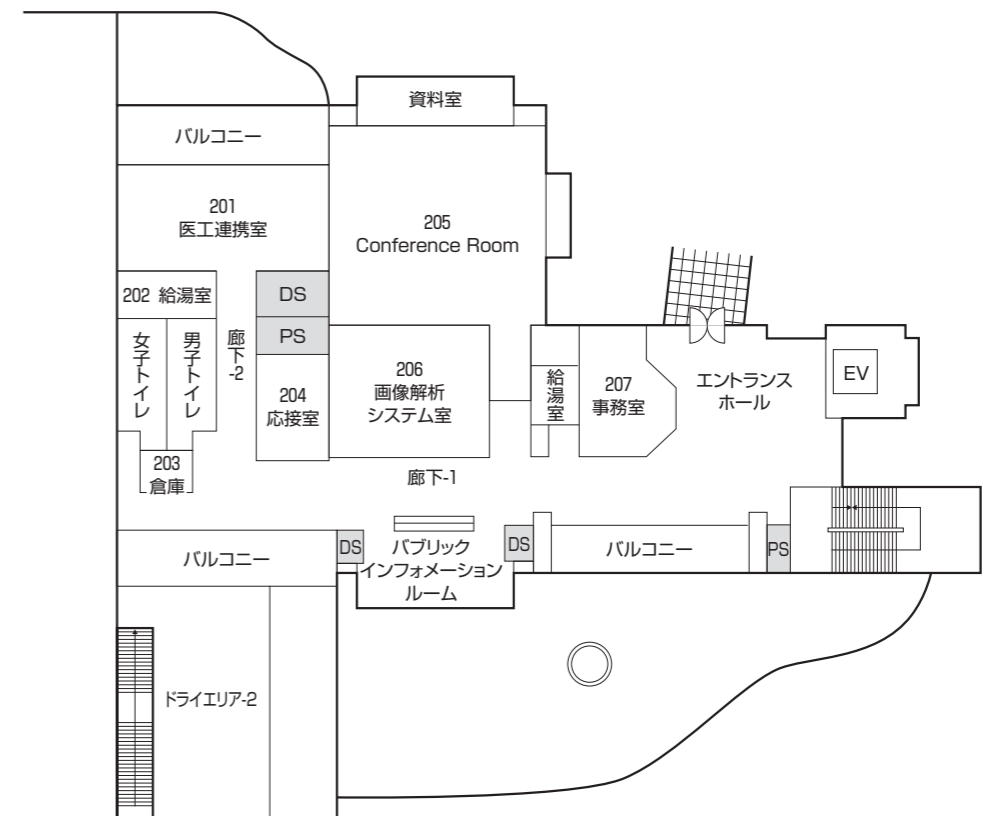 資料室
バルコニー
201
医工連携室
205
Conference Room
202 給湯室
DS
PS
女子トイレ
男子トイレ
廊下
-2
204
応接室
206
画像解析
システム室
給湯室
207
事務室
エントランス
ホール
EV
203
倉庫
廊下-1
バルコニー
DS
パブリック
インフォメーション
ルーム
DS
バルコニー
PS
ドライエリア-2